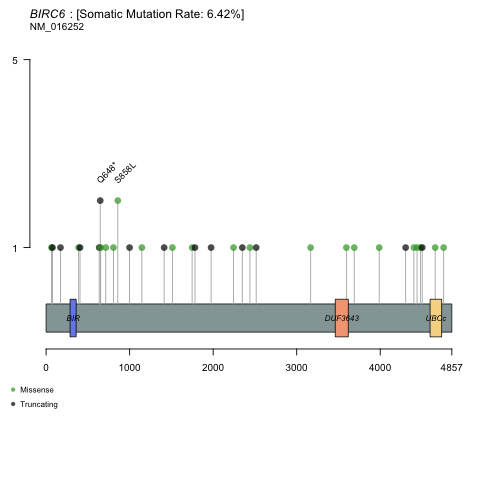 BIRC6 : [Somatic Mutation Rate: 6.42%]
NM_016252
5
Q648*
S858L
1
BIR
DUF3643
UBCc
0
1000
2000
3000
4000
4857
Missense
Truncating